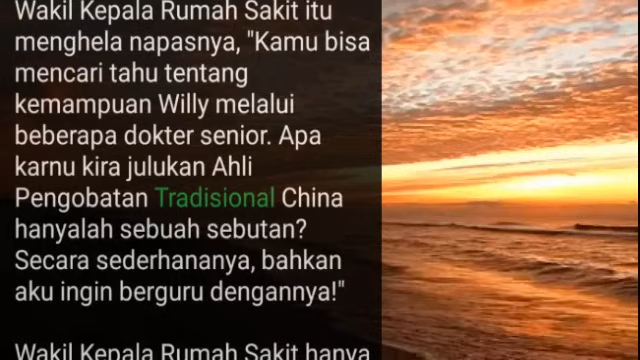 Wakil Kepala Rumah Sakit itu
menghela napasnya, "Kamu bisa
mencari tahu tentang
kemampuan Willy melalui
beberapa dokter senior. Apa
karnu kira julukan Ahli
Pengobatan Tradisional China
hanyalah sebuah sebutan?
Secara sederhananya, bahkan
aku ingin berguru dengannya!"
Wakil Kepala Rumah Sakit hanya